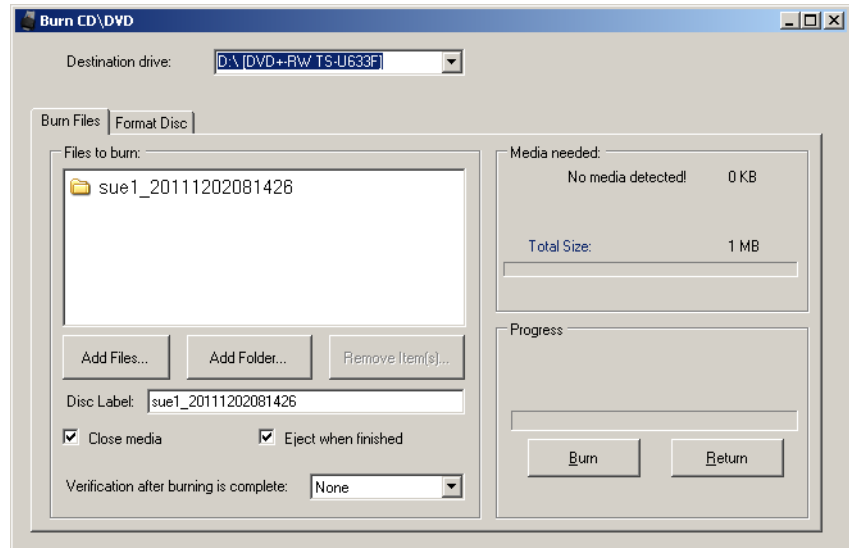 Burn CD\DVD
Destination drive: D:\ [DVD+-RW TS-U633F]
Burn Files Format Disc
Files to burn:
sue1_20111202081426
Add Files... Add Folder... Remove Item(s)...
Disc Label: sue1_20111202081426
Close media Eject when finished
Verification after burning is complete: None
Media needed:
No media detected! 0 KB
Total Size: 1 MB
Progress
Burn Return